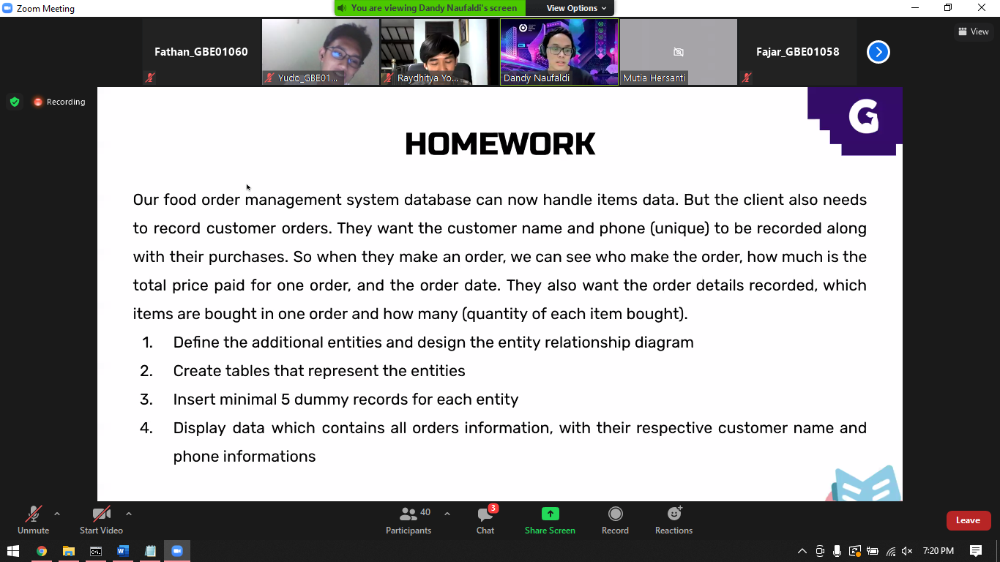 Zoom Meeting
You are viewing Dandy Naufaldi's screen
View Options
View
Fathan_GBE01060
Yudo_GBE01...
Raydhitya Yo...
Dandy Naufaldi
Mutia Hersanti
Fajar_GBE01058
Recording
G
HOMEWORK
Our food order management system database can now handle items data. But the client also needs
to record customer orders. They want the customer name and phone (unique) to be recorded along
with their purchases. So when they make an order, we can see who make the order, how much is the
total price paid for one order, and the order date. They also want the order details recorded, which
items are bought in one order and how many (quantity of each item bought).
1. Define the additional entities and design the entity relationship diagram
2. Create tables that represent the entities
3. Insert minimal 5 dummy records for each entity
4. Display data which contains all orders information, with their respective customer name and
phone informations
Unmute
Start Video
40
Participants
3
Chat
Share Screen
Record
Reactions
Leave
7:20 PM